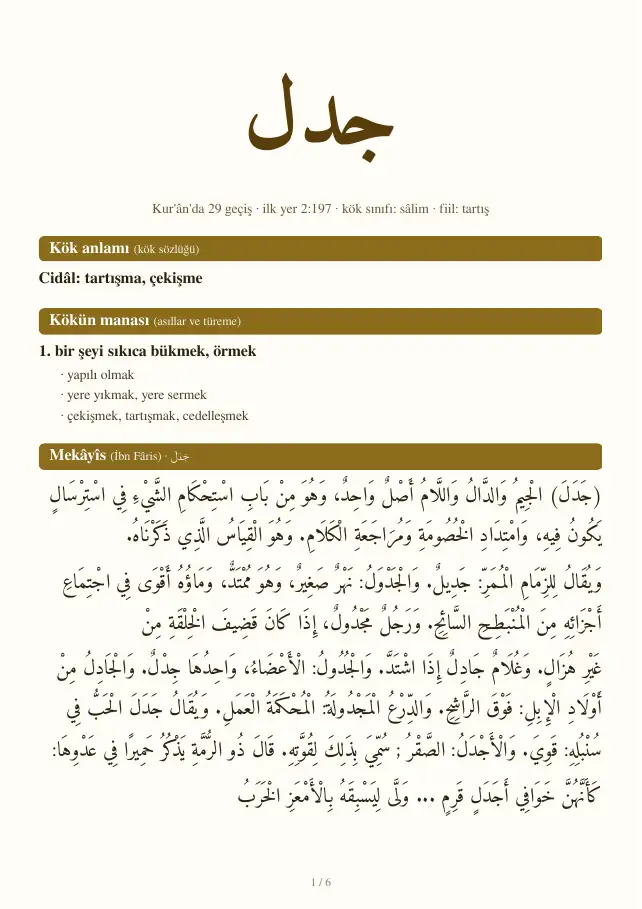 جدل
Kur'ân'da 29 geçiş · ilk yer 2:197 · kök sınıfı: sâlim · fiil: tartış
Kök anlamı (kök sözlüğü)
Cidâl: tartışma, çekişme
Kökün manası (asıllar ve türeme)
1. bir şeyi sıkıca bükmek, örmek
· yapılı olmak
· yere yıkmak, yere sermek
· çekişmek, tartışmak, cedelleşmek
Mekâyîs (İbn Fâris) · جَدَلَ
(جَدَلَ) الْجِيمُ وَالدَّالُ وَاللَّامُ أَصْلٌ وَاحِدٌ، وَهُوَ مِنْ بَابِ اسْتِحْكَامِ الشَّيْءِ فِي اسْتِرْسَالٍ
يَكُونُ فِيهِ، وَامْتِدَادِ الْخُصُومَةِ وَمُرَاجَعَةِ الْكَلَامِ. وَهُوَ الْقِيَاسُ الَّذِي ذَكَرْنَاهُ.
وَيُقَالُ لِلزِّمَامِ الْمُمَرِّ: جَدِيلٌ. وَالْجَدْوَلُ: نَهْرٌ صَغِيرٌ، وَهُوَ مُمْتَدٌّ، وَمَاؤُهُ أَقْوَى فِي اجْتِمَاعِ
أَجْزَائِهِ مِنَ الْمُنْبَطِحِ السَّائِحِ. وَرَجُلٌ مَجْدُولٌ، إِذَا كَانَ قَضِيفَ الْخِلْقَةِ مِنْ
غَيْرِ هُزَالٍ. وَغُلَامٌ جَادِلٌ إِذَا اشْتَدَّ. وَالْجُدُولُ: الْأَعْضَاءُ، وَاحِدُهَا جِدْلٌ. وَالْجَادِلُ مِنْ
أَوْلَادِ الْإِبِلِ: فَوْقَ الرَّاشِحِ. وَالدِّرْعُ الْمَجْدُولَةُ: الْمُحْكَمَةُ الْعَمَلِ. وَيُقَالُ جَدَلَ الْحَبُّ فِي
سُنْبُلِهِ: قَوِيَ. وَالْأَجْدَلُ: الصَّقْرُ ; سُمِّيَ بِذَلِكَ لِقُوَّتِهِ. قَالَ ذُو الرُّمَّةِ يَذْكُرُ حَمِيرًا فِي عَدْوِهَا:
كَأَنَّهُنَّ خَوَافِي أَجْدَلٍ قَرِمٍ ... وَلَّى لِيَسْبِقَهُ بِالْأَمْعَزِ الْخَرَبُ
1 / 6